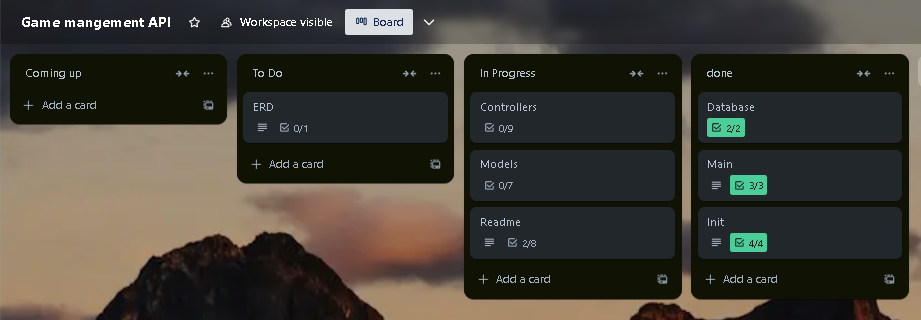 Game mangement API Workspace visible Board
Coming up
Add a card
To Do
ERD
0/1
Add a card
In Progress
Controllers
0/9
Models
0/7
Readme
2/8
Add a card
done
Database
2/2
Main
3/3
Init
4/4
Add a card